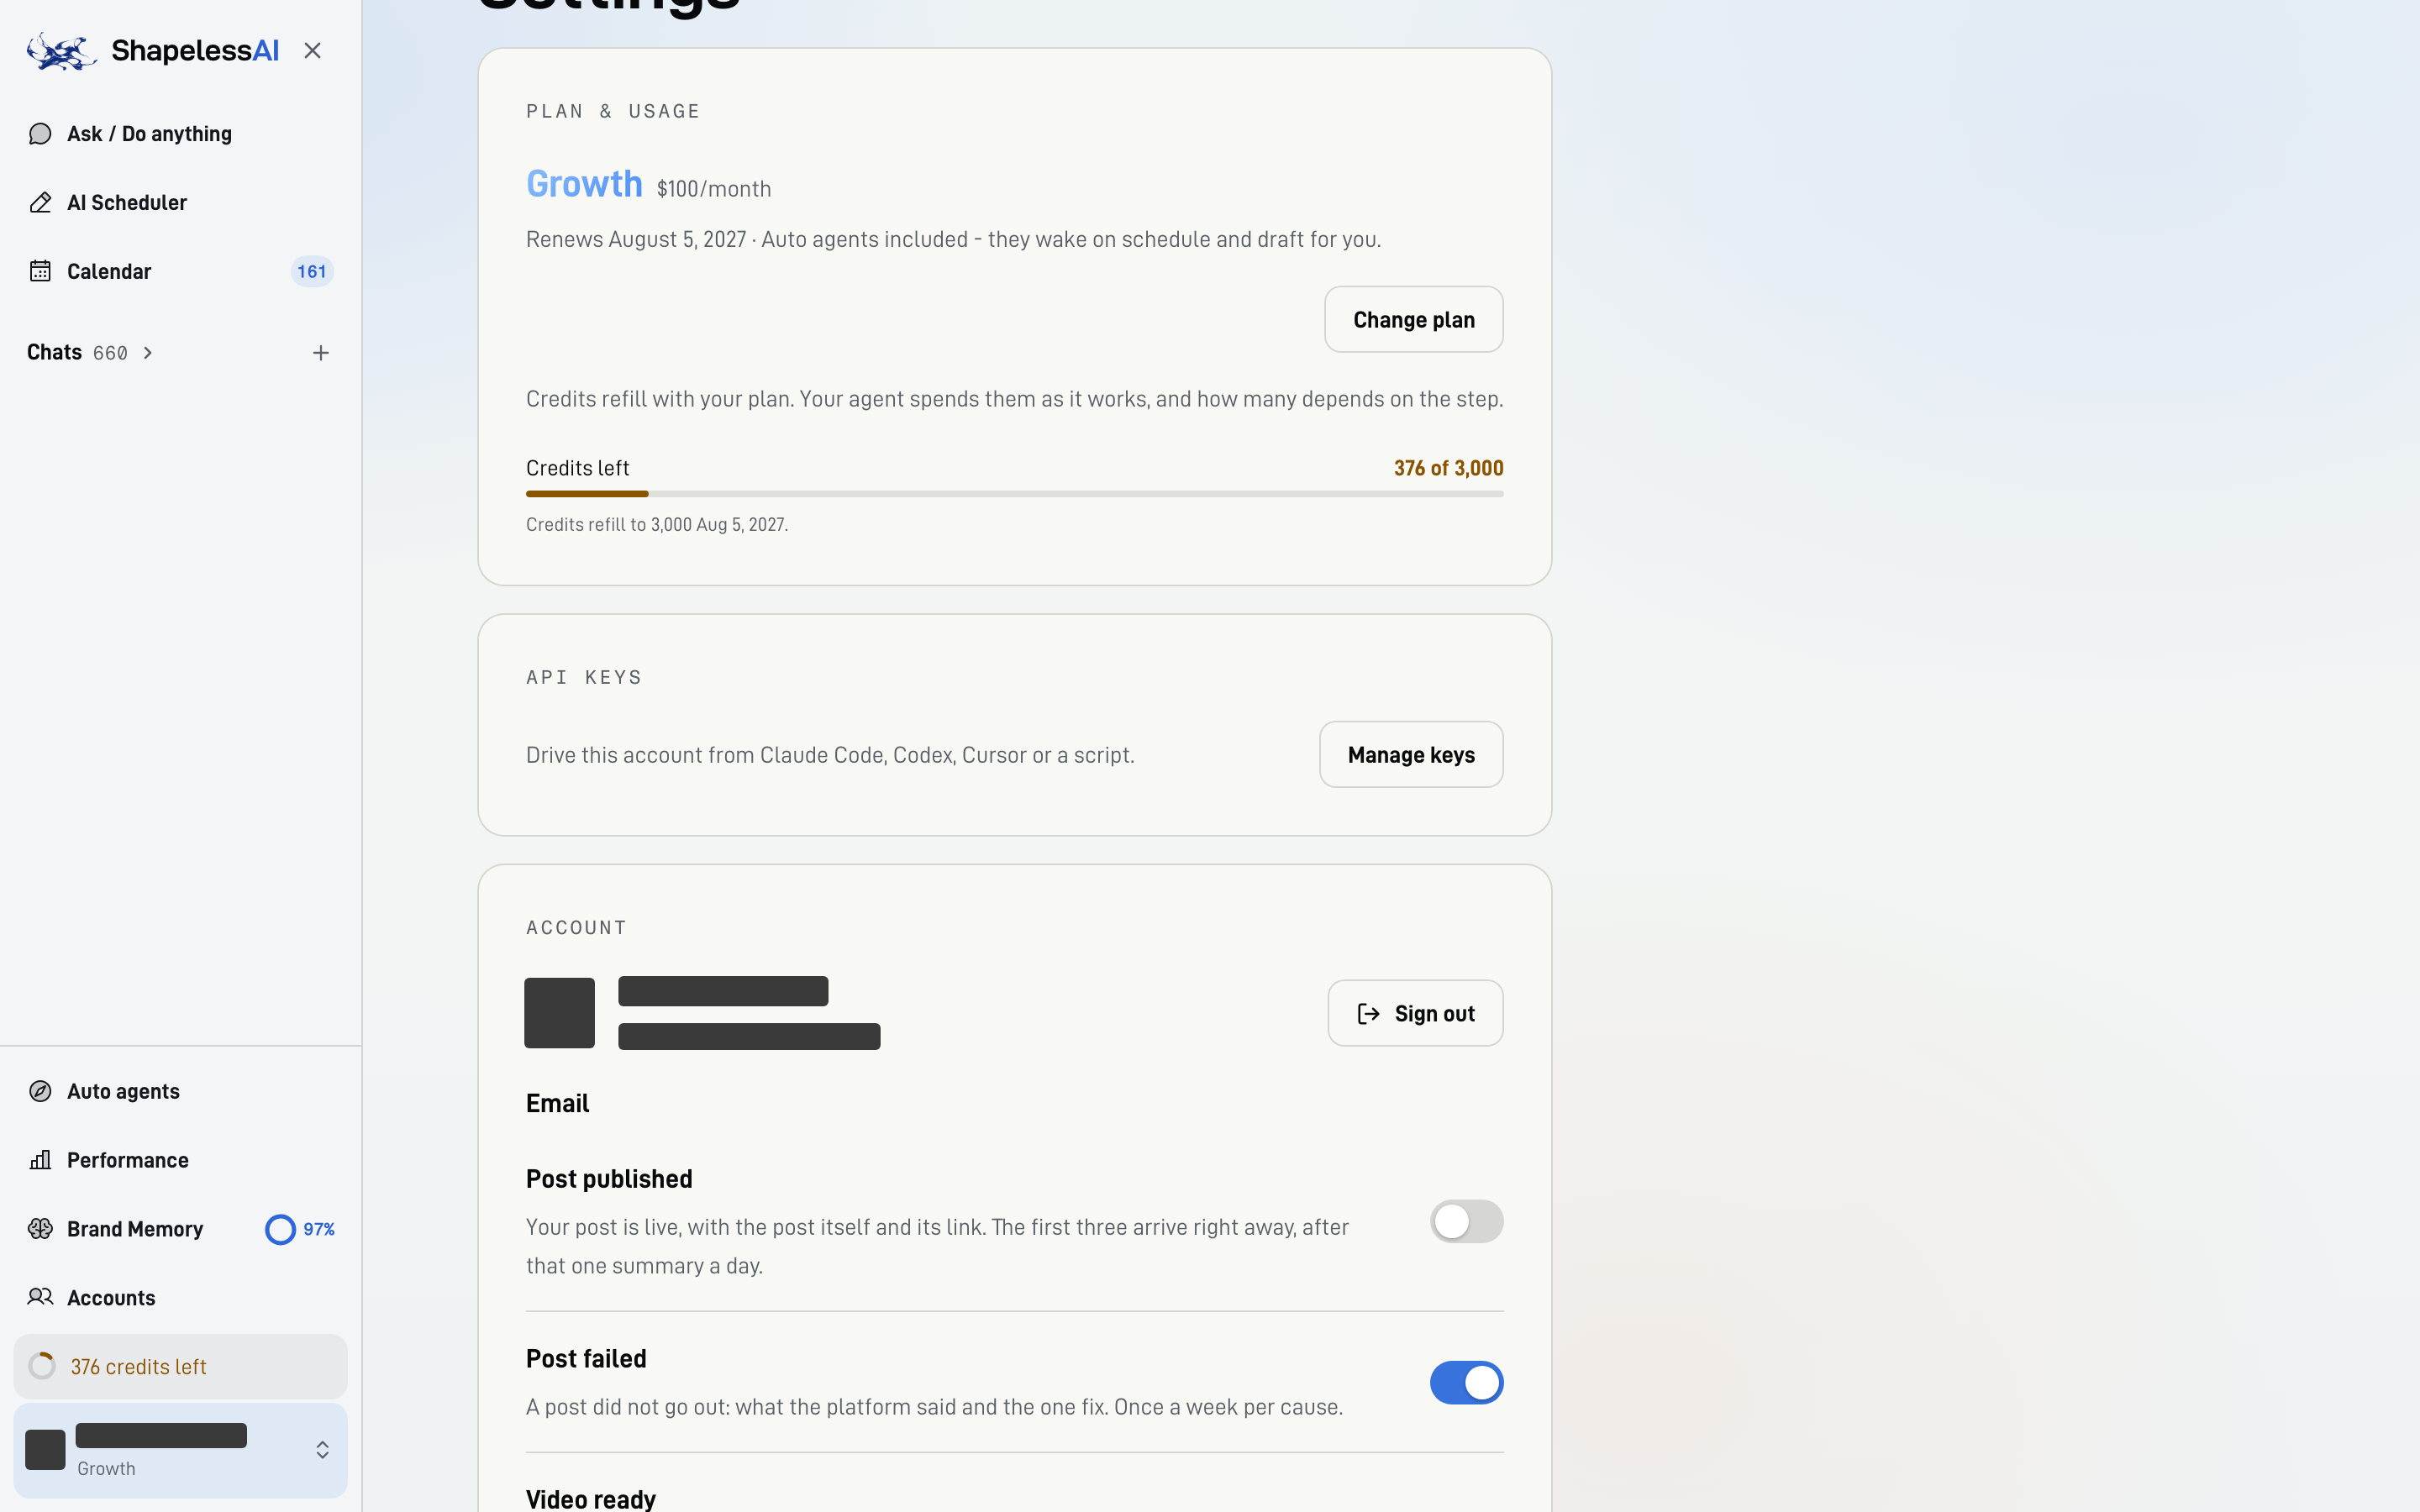 ShapelessAI
Ask / Do anything
AI Scheduler
Calendar 161
Chats 660
Auto agents
Performance
Brand Memory 97%
Accounts
376 credits left
Growth
Settings
PLAN & USAGE
Growth $100/month
Renews August 5, 2027 · Auto agents included - they wake on schedule and draft for you.
Change plan
Credits refill with your plan. Your agent spends them as it works, and how many depends on the step.
Credits left 376 of 3,000
Credits refill to 3,000 Aug 5, 2027.
API KEYS
Drive this account from Claude Code, Codex, Cursor or a script.
Manage keys
ACCOUNT
Sign out
Email
Post published
Your post is live, with the post itself and its link. The first three arrive right away, after
that one summary a day.
Post failed
A post did not go out: what the platform said and the one fix. Once a week per cause.
Video ready